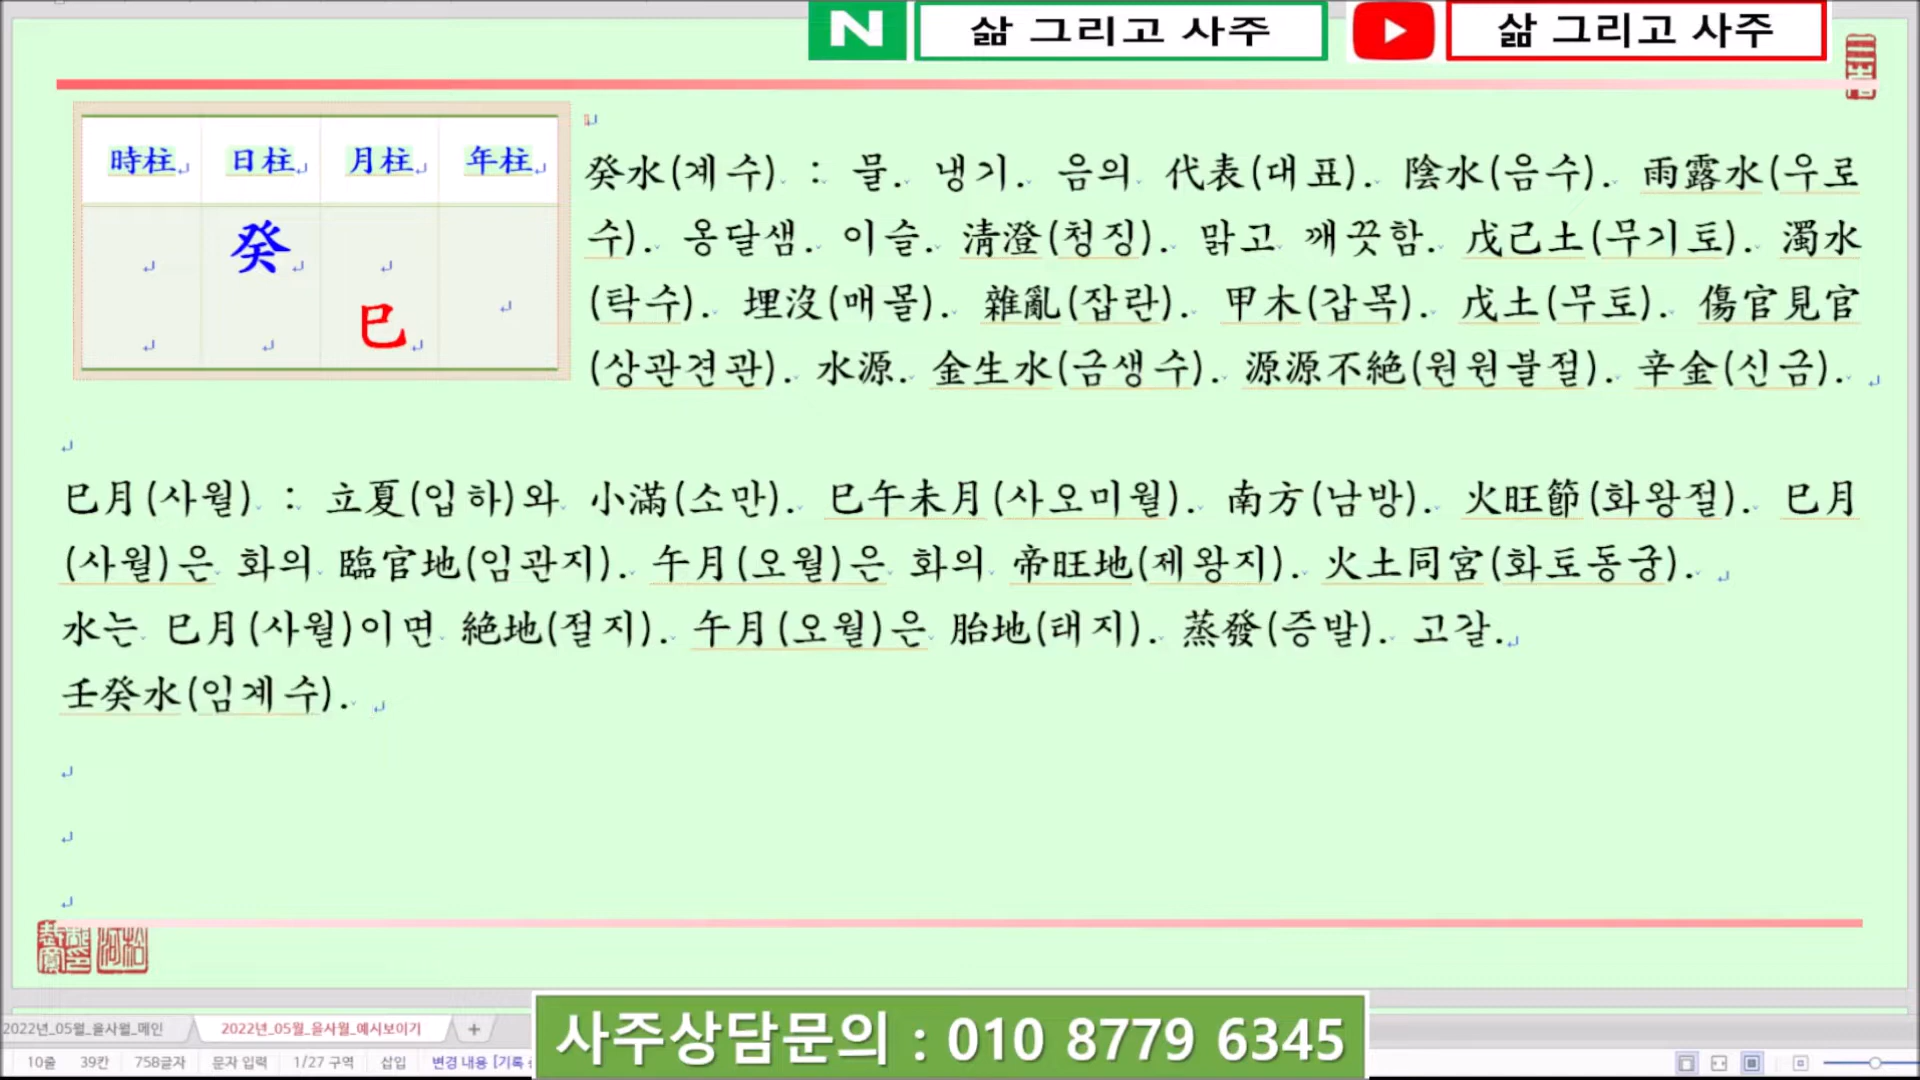 N 삶 그리고 사주 삶 그리고 사주
時柱 日柱 月柱 年柱
癸
巳
癸水(계수) : 물. 냉기. 음의 代表(대표). 陰水(음수). 雨露水(우로
수). 옹달샘. 이슬. 淸澄(청징). 맑고 깨끗함. 戊己土(무기토). 濁水
(탁수). 埋沒(매몰). 雜亂(잡란). 甲木(갑목). 戊土(무토). 傷官見官
(상관견관). 水源. 金生水(금생수). 源源不絶(원원불절). 辛金(신금).
巳月(사월) : 立夏(입하)와 小滿(소만). 巳午未月(사오미월). 南方(남방). 火旺節(화왕절). 巳月
(사월)은 화의 臨官地(임관지). 午月(오월)은 화의 帝旺地(제왕지). 火土同宮(화토동궁).
水는 巳月(사월)이면 絶地(절지). 午月(오월)은 胎地(태지). 蒸發(증발). 고갈.
壬癸水(임계수).
2022년_05월_을사월_메인 2022년_05월_을사월_예시보이기 +
사주상담문의 : 010 8779 6345
10줄 39칸 758글자 문자 입력 1/27 구역 삽입 변경 내용 [기록